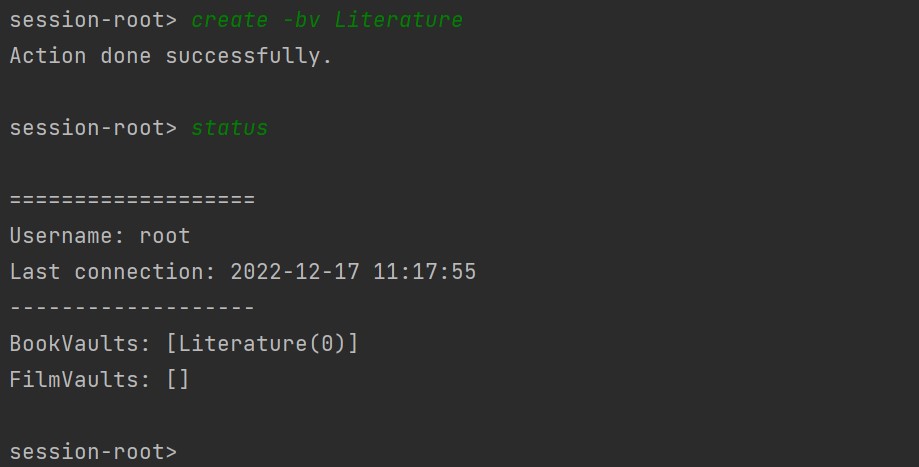 session-root> create -bv Literature
Action done successfully.
session-root> status
===================
Username: root
Last connection: 2022-12-17 11:17:55
-------------------
BookVaults: [Literature(0)]
FilmVaults: []
session-root>